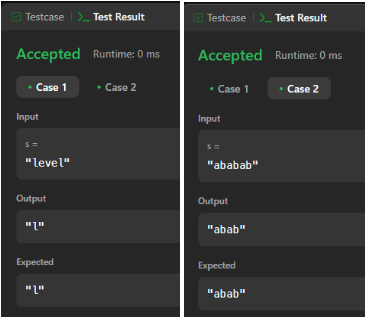 Testcase | Test Result
Accepted Runtime: 0 ms
• Case 1 • Case 2
Input
s =
"level"
Output
"l"
Expected
"l"
Testcase | Test Result
Accepted Runtime: 0 ms
• Case 1 • Case 2
Input
s =
"ababab"
Output
"abab"
Expected
"abab"